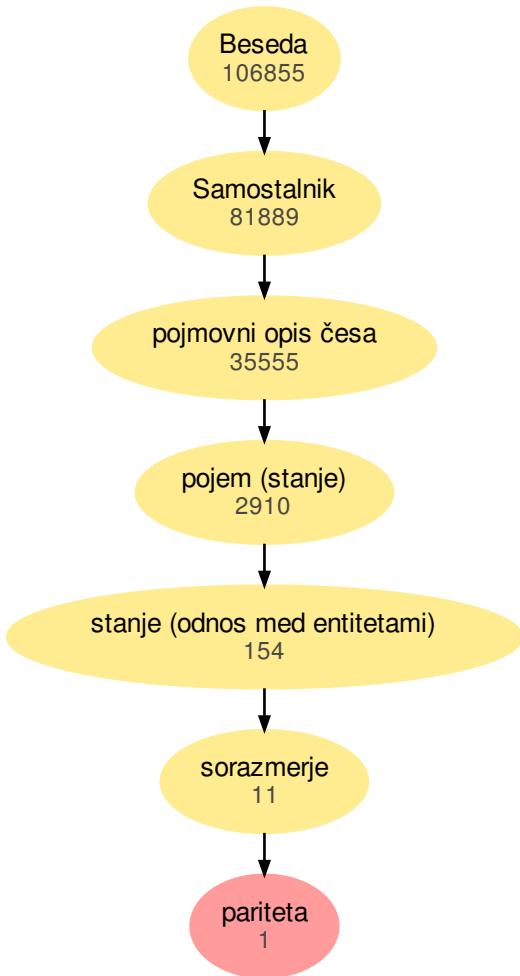 Beseda
106855
Samostalnik
81889
pojmovni opis česa
35555
pojem (stanje)
2910
stanje (odnos med entitetami)
154
sorazmerje
11
pariteta
1